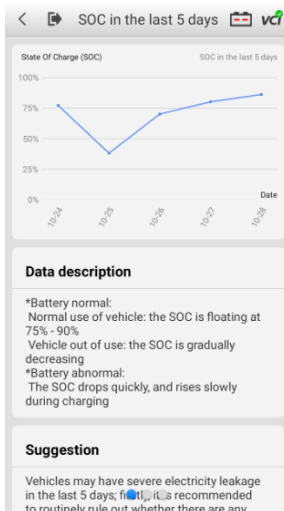 SOC in the last 5 days vci
State Of Charge (SOC) SOC in the last 5 days
100%
75%
50%
25%
0%
Date
10-24 10-25 10-26 10-27 10-28
Data description
*Battery normal:
Normal use of vehicle: the SOC is floating at
75% - 90%
Vehicle out of use: the SOC is gradually
decreasing
*Battery abnormal:
The SOC drops quickly, and rises slowly
during charging
Suggestion
Vehicles may have severe electricity leakage
in the last 5 days; recommended
to routinely rule out whether there are any